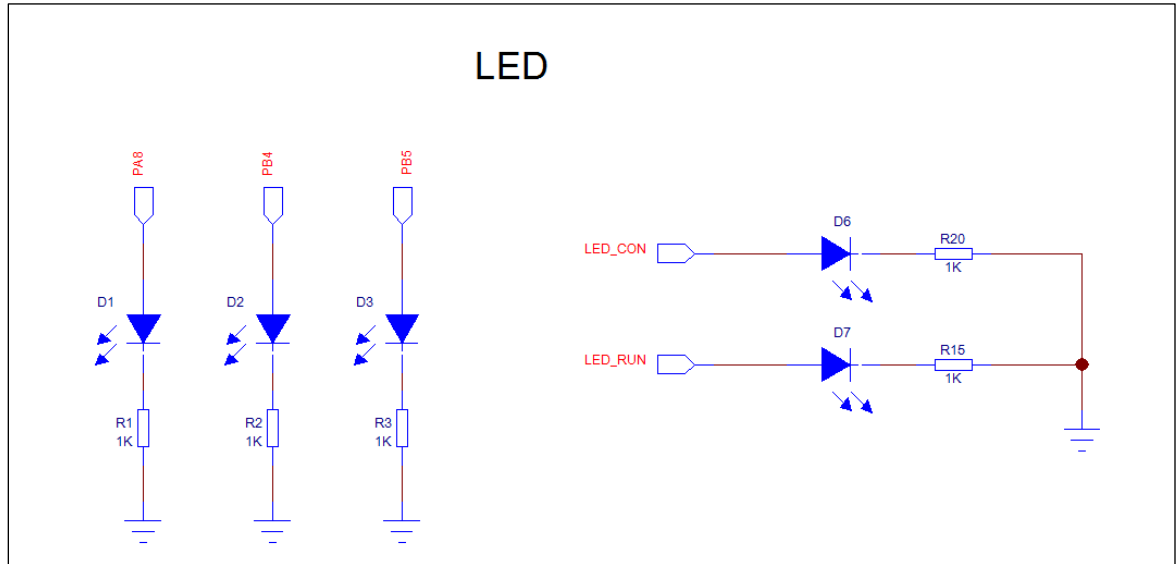 LED
PA8
PB4
PB5
D1
D2
D3
R1
1K
R2
1K
R3
1K
LED_CON
D6
R20
1K
LED_RUN
D7
R15
1K